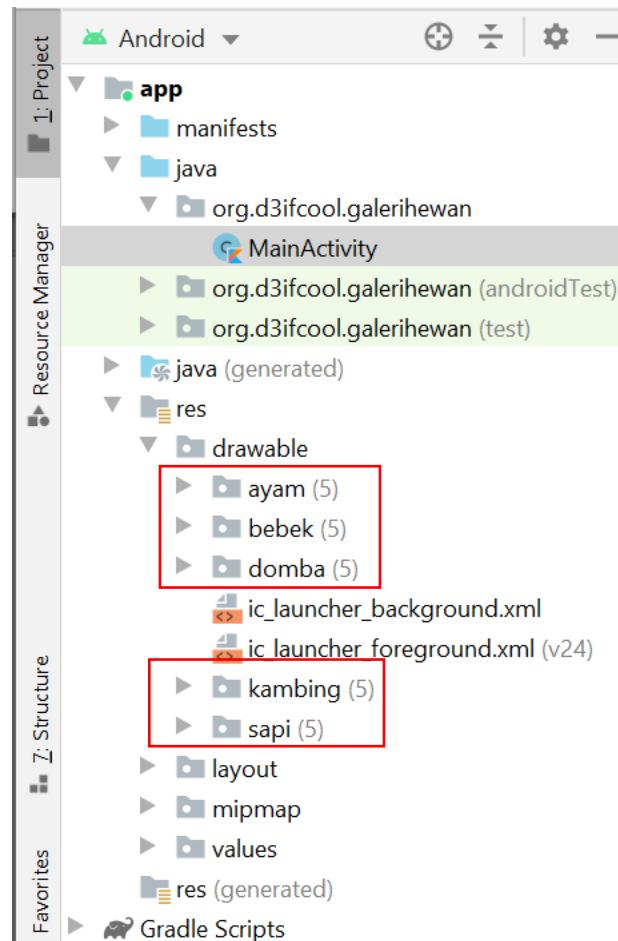 1: Project
Resource Manager
7: Structure
Favorites
Android
app
manifests
java
org.d3ifcool.galerihewan
MainActivity
org.d3ifcool.galerihewan (androidTest)
org.d3ifcool.galerihewan (test)
java (generated)
res
drawable
ayam (5)
bebek (5)
domba (5)
ic_launcher_background.xml
ic_launcher_foreground.xml (v24)
kambing (5)
sapi (5)
layout
mipmap
values
res (generated)
Gradle Scripts